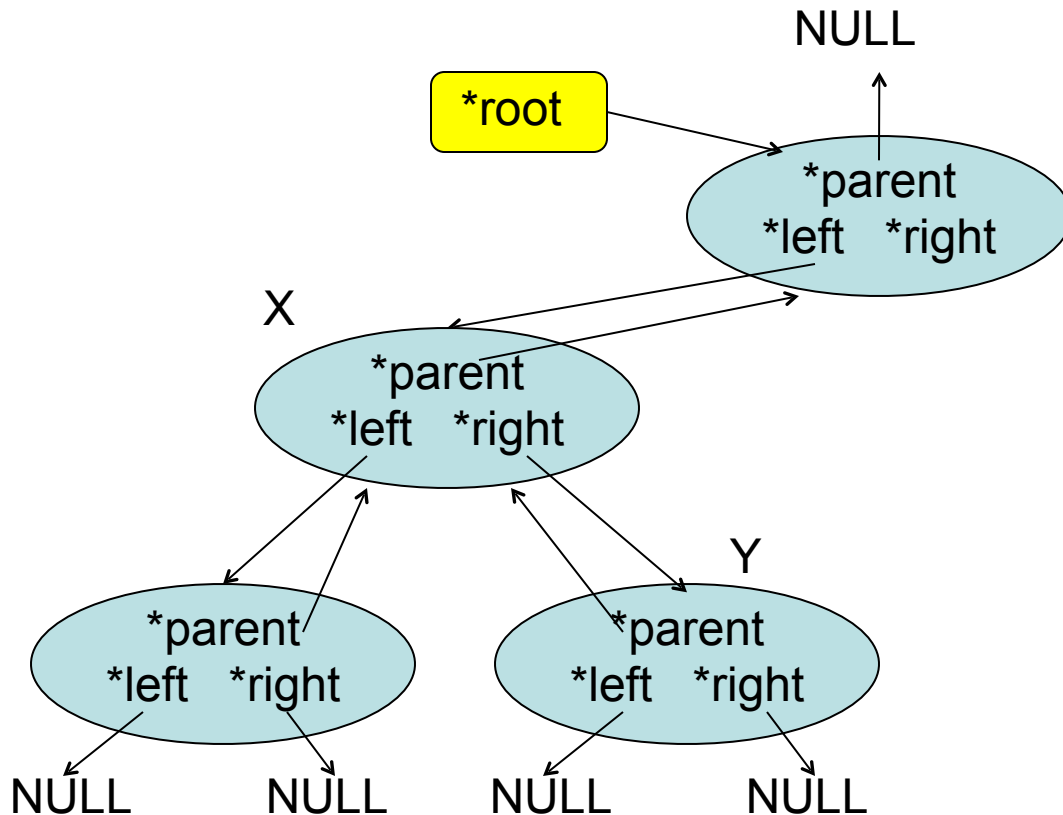 NULL
*root
*parent
*left *right
X
*parent
*left *right
Y
*parent
*left *right
*parent
*left *right
NULL NULL NULL NULL